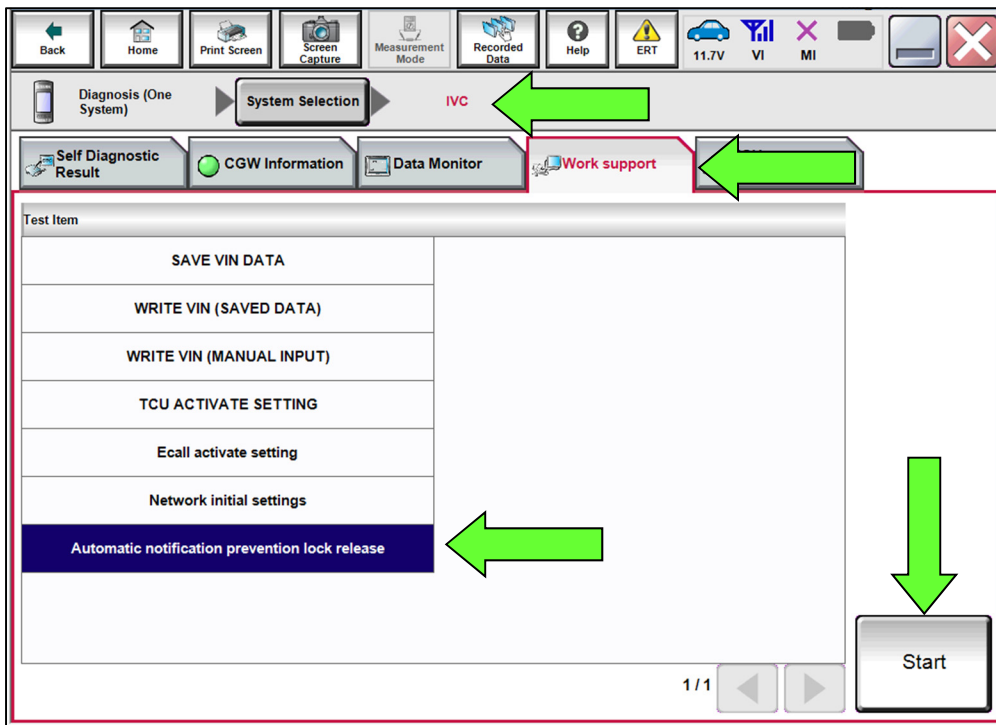 Back
Home
Print Screen
Screen
Capture
Measurement
Mode
Recorded
Data
Help
ERT
11.7V
VI
MI
Diagnosis (One
System)
System Selection
IVC
Self Diagnostic
Result
CGW Information
Data Monitor
Work support
Test Item
SAVE VIN DATA
WRITE VIN (SAVED DATA)
WRITE VIN (MANUAL INPUT)
TCU ACTIVATE SETTING
Ecall activate setting
Network initial settings
Automatic notification prevention lock release
1/1
Start